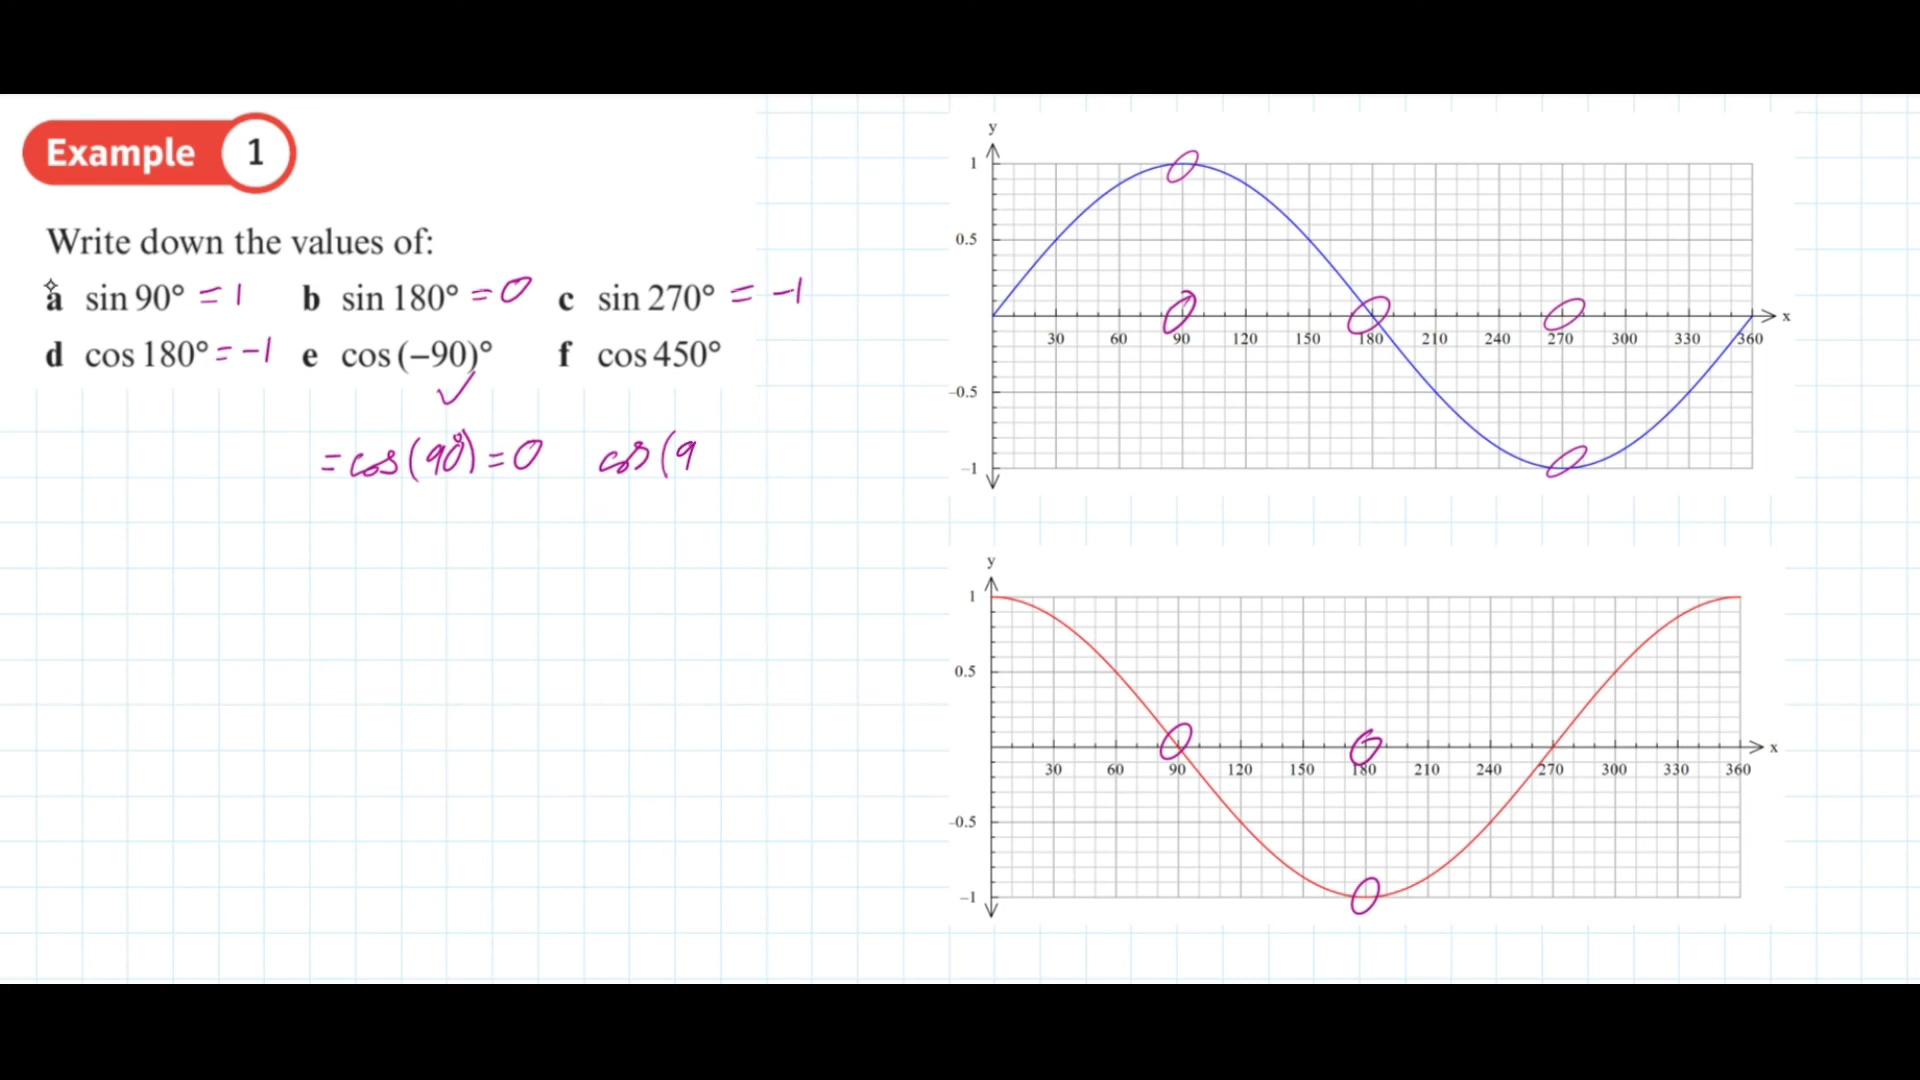 Example 1
Write down the values of:
a sin 90° = 1 b sin 180° = 0 c sin 270° = -1
d cos 180° = -1 e cos (−90)° f cos 450°
= cos (90°) = 0 cos (9
y
1
0.5
30 60 90 120 150 180 210 240 270 300 330 360 x
−0.5
−1
y
1
0.5
30 60 90 120 150 180 210 240 270 300 330 360 x
−0.5
−1